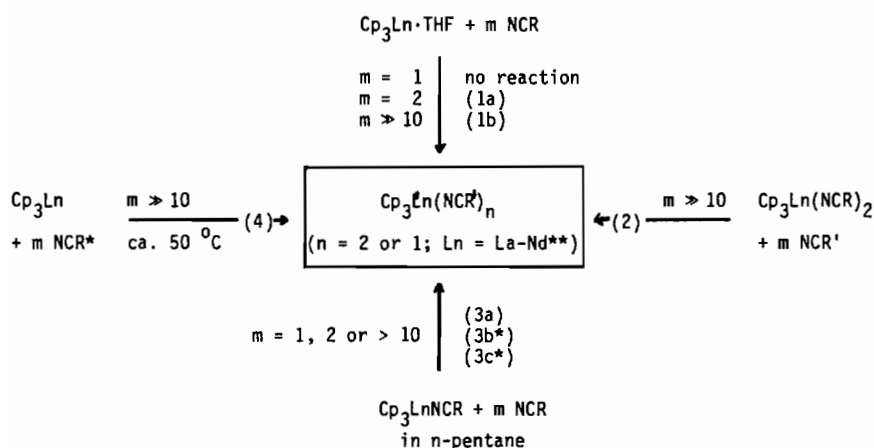 Cp₃Ln·THF + m NCR
m = 1 no reaction
m = 2 (1a)
m ≫ 10 (1b)
Cp₃Ln
+ m NCR*
m ≫ 10
ca. 50 °C
(4)
Cp₃Ln(NCR')ₙ
(n = 2 or 1; Ln = La-Nd**)
(2)
m ≫ 10
Cp₃Ln(NCR)₂
+ m NCR'
m = 1, 2 or > 10
(3a)
(3b*)
(3c*)
Cp₃LnNCR + m NCR
in n-pentane